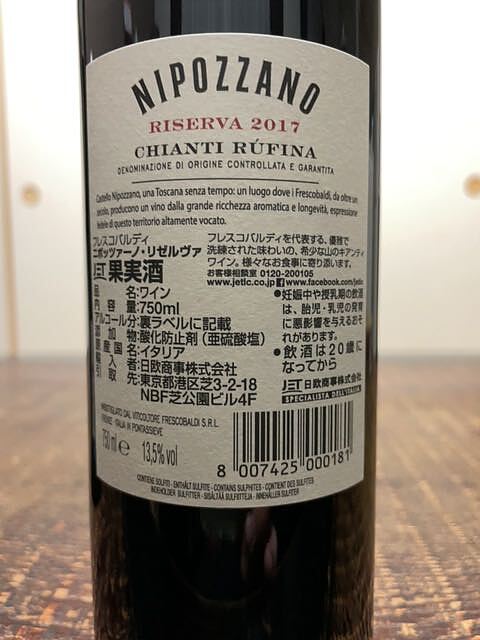 NIPOZZANO
RISERVA 2017
CHIANTI RÚFINA
DENOMINAZIONE DI ORIGINE CONTROLLATA E GARANTITA
Castello Nipozzano, una Toscana senza tempo: un luogo dove i Frescobaldi, da oltre un
secolo, producono un vino dalla grande ricchezza aromatica e longevità, espressione
fedele di questo territorio altamente vocato.
フレスコバルディ
ニポッツァーノ・リゼルヴァ
JET 果実酒
品名:ワイン
内容量:750ml
アルコール分:裏ラベルに記載
添加物:酸化防止剤（亜硫酸塩）
原産国名:イタリア
輸入者:日欧商事株式会社
引取先:東京都港区芝3-2-18
NBF芝公園ビル4F
フレスコバルディを代表する、優雅で
洗練された味わいの、希少な山のキアンティ
ワイン。様々なお食事に寄り添います。
お客様相談室 0120-200105
www.jetlc.co.jp f www.facebook.com/jetlc
●妊娠中や授乳期の飲酒
は、胎児・乳児の発育
に悪影響を与えるおそ
れがあります。
●飲酒は20歳に
なってから
JET 日欧商事株式会社
SPECIALISTA DELL'ITALIA
IMBOTTIGLIATO DAL VITICOLTORE FRESCOBALDI S.R.L.
FIRENZE - ITALIA IN PONTASSIEVE
750 ml e 13,5% vol
8 007425 000181
CONTIENE SOLFITI - ENTHÄLT SULFITE - CONTAINS SULPHITES - CONTIENT DES SULFITES
INDEHOLDER SULFITTER - SISÄLTÄÄ SULFIITTEJA - INNEHÅLLER SULFITER